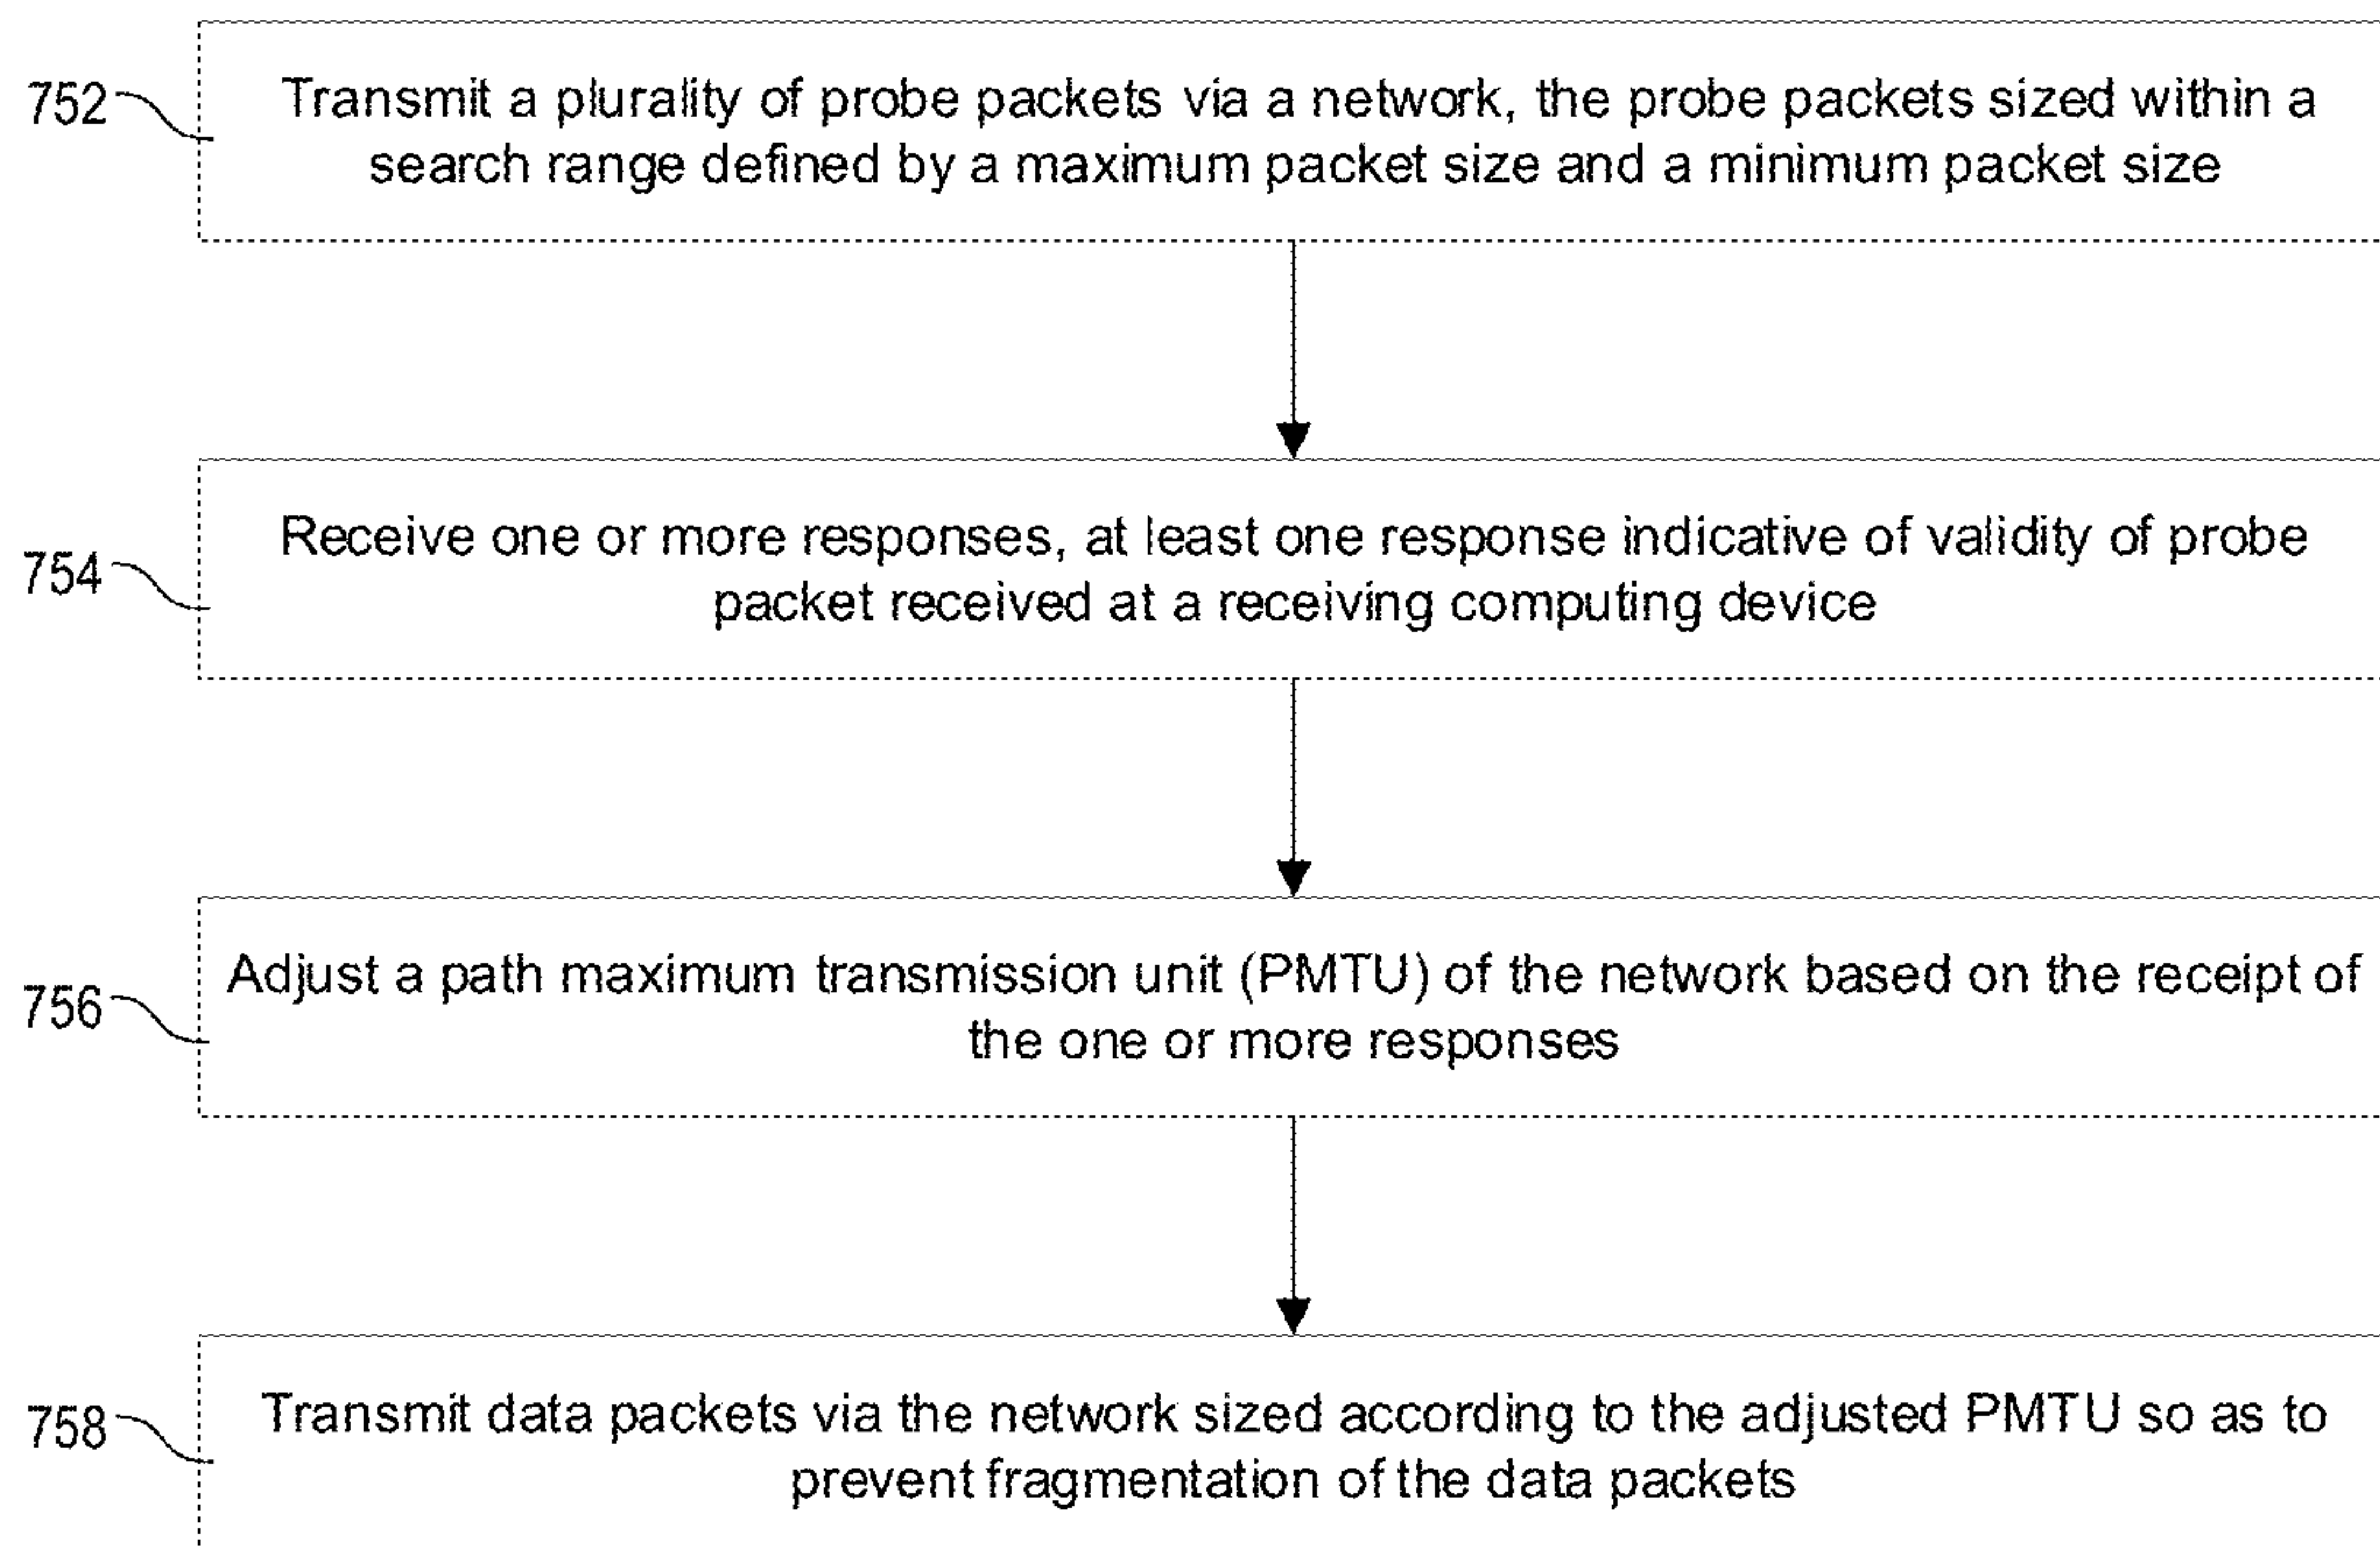 752
Transmit a plurality of probe packets via a network, the probe packets sized within a
search range defined by a maximum packet size and a minimum packet size
754
Receive one or more responses, at least one response indicative of validity of probe
packet received at a receiving computing device
756
Adjust a path maximum transmission unit (PMTU) of the network based on the receipt of
the one or more responses
758
Transmit data packets via the network sized according to the adjusted PMTU so as to
prevent fragmentation of the data packets